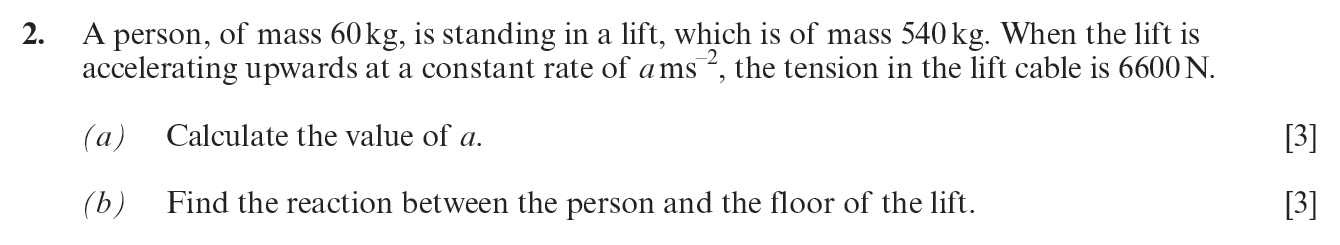 2. A person, of mass 60 kg, is standing in a lift, which is of mass 540 kg. When the lift is
accelerating upwards at a constant rate of a ms⁻², the tension in the lift cable is 6600 N.
(a) Calculate the value of a. [3]
(b) Find the reaction between the person and the floor of the lift. [3]